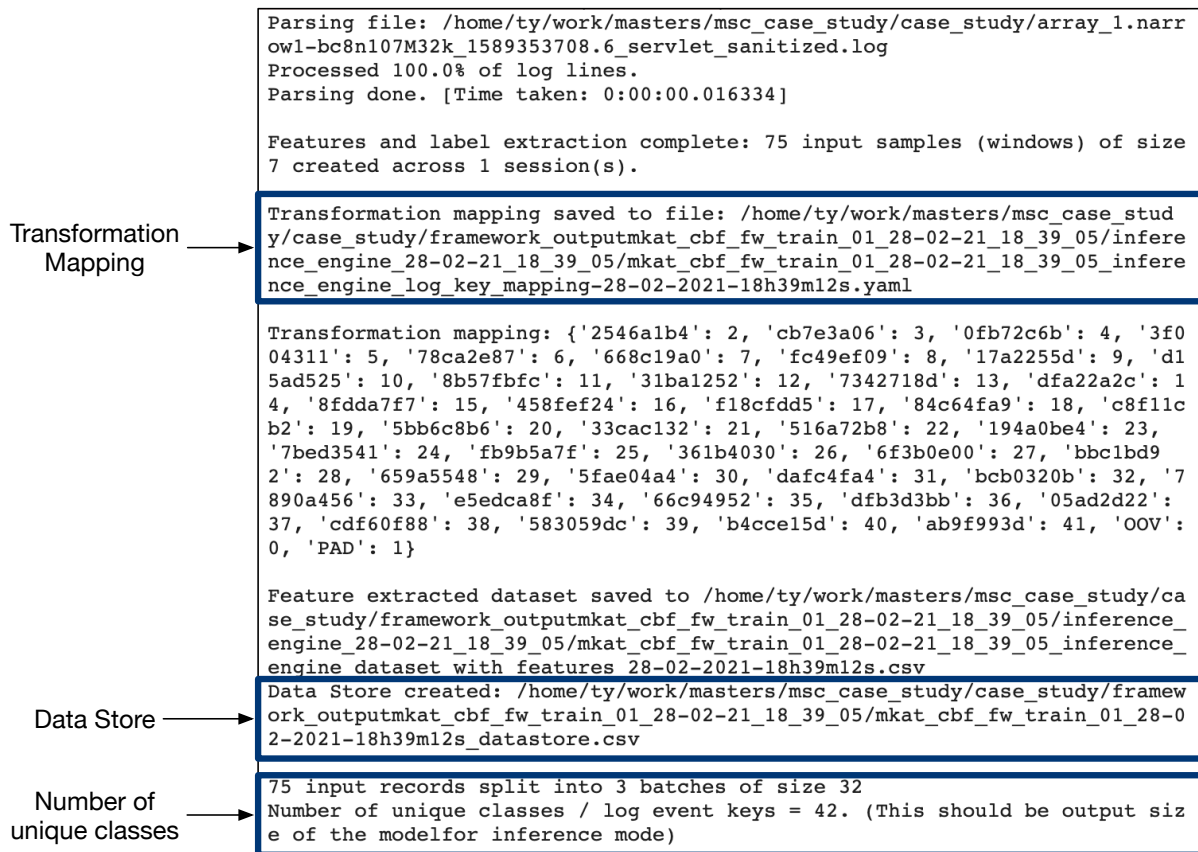 Parsing file: /home/ty/work/masters/msc_case_study/case_study/array_1.narr
ow1-bc8n107M32k_1589353708.6_servlet_sanitized.log
Processed 100.0% of log lines.
Parsing done. [Time taken: 0:00:00.016334]
Features and label extraction complete: 75 input samples (windows) of size
7 created across 1 session(s).
Transformation
Mapping
Transformation mapping saved to file: /home/ty/work/masters/msc_case_stud
y/case_study/framework_outputmkat_cbf_fw_train_01_28-02-21_18_39_05/infere
nce_engine_28-02-21_18_39_05/mkat_cbf_fw_train_01_28-02-21_18_39_05_infere
nce_engine_log_key_mapping-28-02-2021-18h39m12s.yaml
Transformation mapping: {'2546a1b4': 2, 'cb7e3a06': 3, '0fb72c6b': 4, '3f0
04311': 5, '78ca2e87': 6, '668c19a0': 7, 'fc49ef09': 8, '17a2255d': 9, 'd1
5ad525': 10, '8b57fbfc': 11, '31ba1252': 12, '7342718d': 13, 'dfa22a2c': 1
4, '8fdda7f7': 15, '458fef24': 16, 'f18cfdd5': 17, '84c64fa9': 18, 'c8f11c
b2': 19, '5bb6c8b6': 20, '33cac132': 21, '516a72b8': 22, '194a0be4': 23,
'7bed3541': 24, 'fb9b5a7f': 25, '361b4030': 26, '6f3b0e00': 27, 'bbc1bd9
2': 28, '659a5548': 29, '5fae04a4': 30, 'dafc4fa4': 31, 'bcb0320b': 32, '7
890a456': 33, 'e5edca8f': 34, '66c94952': 35, 'dfb3d3bb': 36, '05ad2d22':
37, 'cdf60f88': 38, '583059dc': 39, 'b4cce15d': 40, 'ab9f993d': 41, 'OOV':
0, 'PAD': 1}
Feature extracted dataset saved to /home/ty/work/masters/msc_case_study/ca
se_study/framework_outputmkat_cbf_fw_train_01_28-02-21_18_39_05/inference_
engine_28-02-21_18_39_05/mkat_cbf_fw_train_01_28-02-21_18_39_05_inference_
engine_dataset_with_features_28-02-2021-18h39m12s.csv
Data Store
Data Store created: /home/ty/work/masters/msc_case_study/case_study/framew
ork_outputmkat_cbf_fw_train_01_28-02-21_18_39_05/mkat_cbf_fw_train_01_28-0
2-2021-18h39m12s_datastore.csv
Number of
unique classes
75 input records split into 3 batches of size 32
Number of unique classes / log event keys = 42. (This should be output siz
e of the modelfor inference mode)